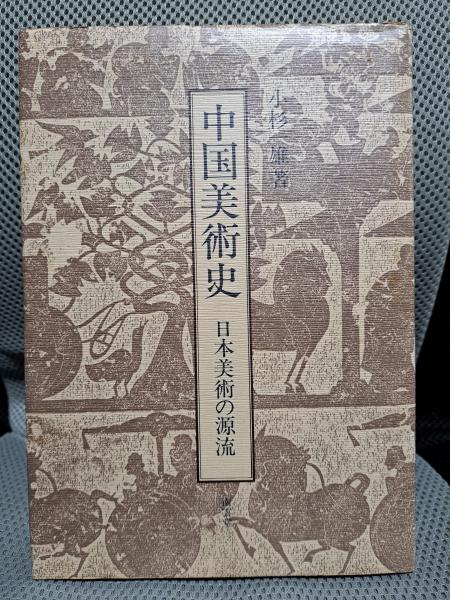 小杉一雄著
中国美術史
日本美術の源流